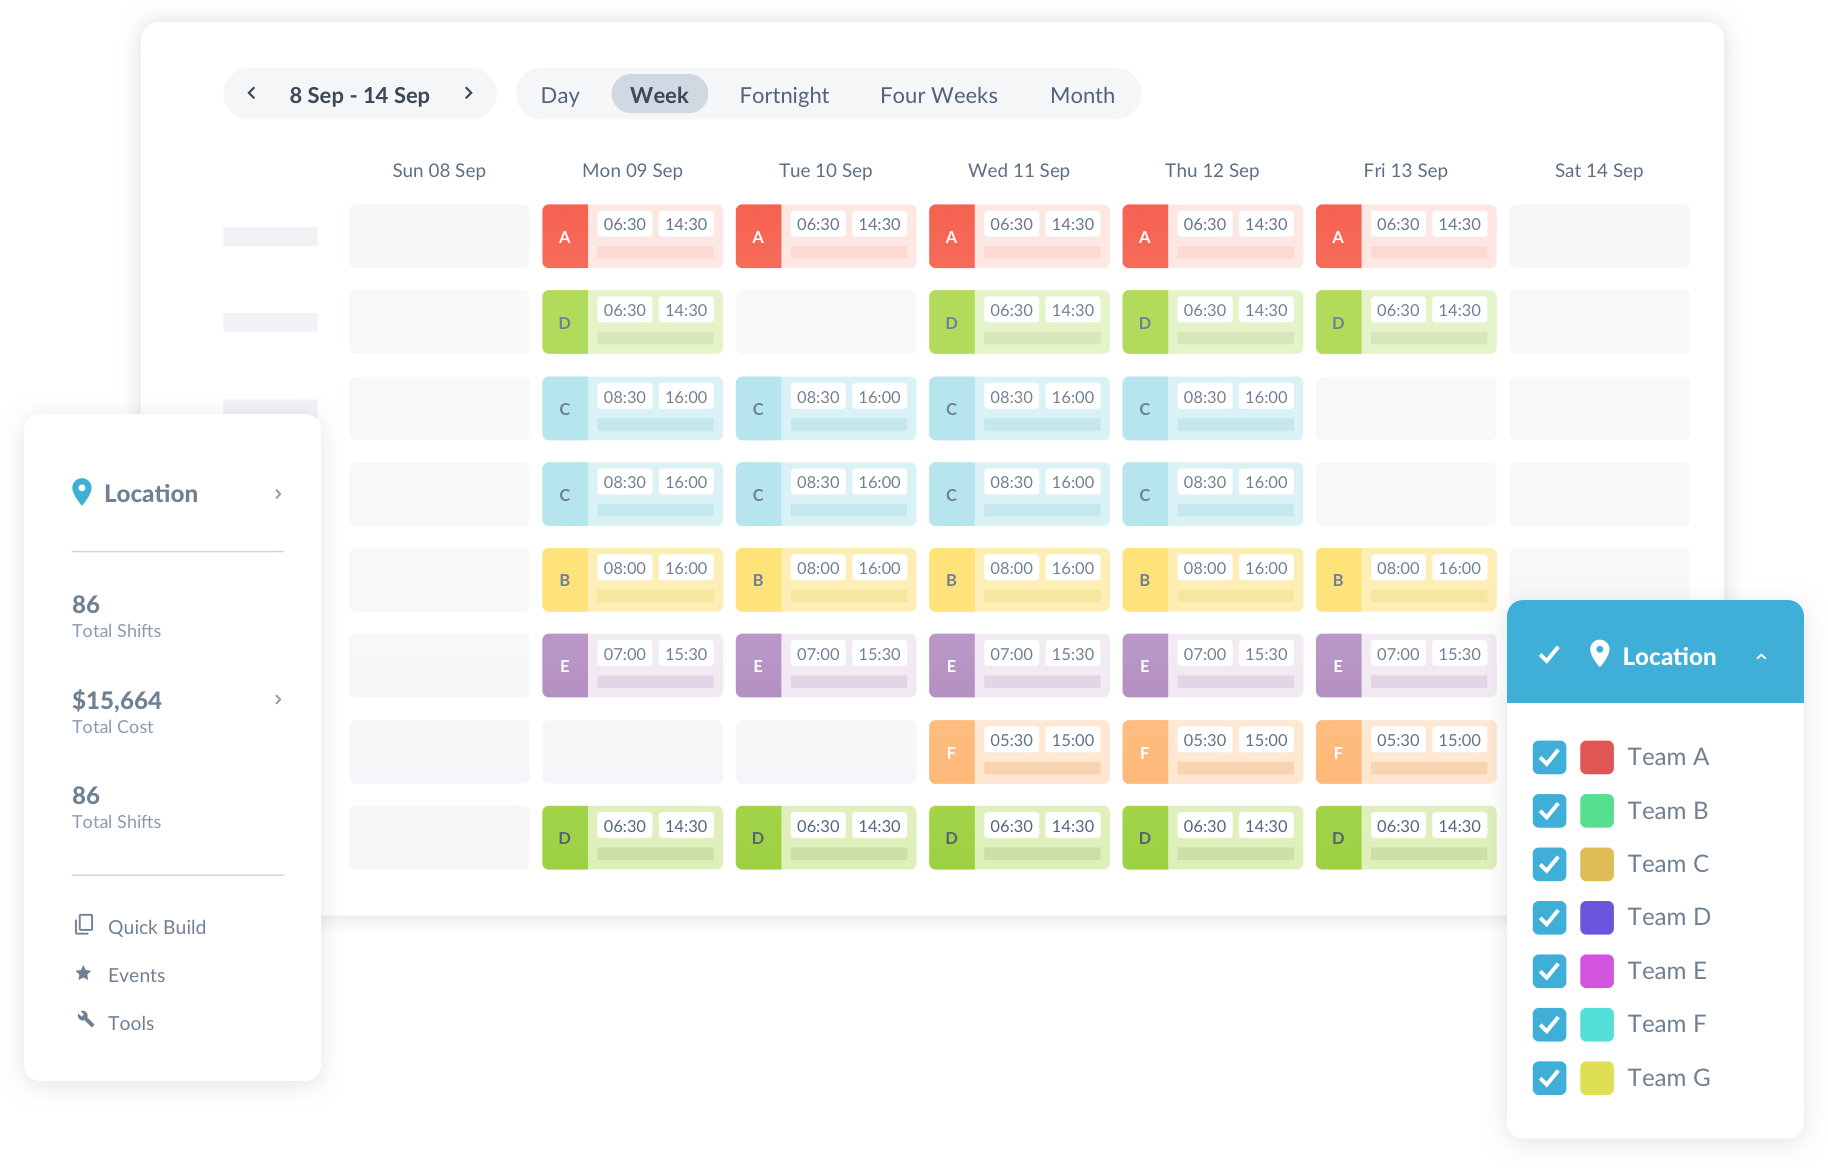 8 Sep - 14 Sep
Day Week Fortnight Four Weeks Month
Sun 08 Sep Mon 09 Sep Tue 10 Sep Wed 11 Sep Thu 12 Sep Fri 13 Sep Sat 14 Sep
A 06:30 14:30 A 06:30 14:30 A 06:30 14:30 A 06:30 14:30 A 06:30 14:30
D 06:30 14:30 D 06:30 14:30 D 06:30 14:30 D 06:30 14:30
C 08:30 16:00 C 08:30 16:00 C 08:30 16:00 C 08:30 16:00
C 08:30 16:00 C 08:30 16:00 C 08:30 16:00 C 08:30 16:00
B 08:00 16:00 B 08:00 16:00 B 08:00 16:00 B 08:00 16:00 B 08:00 16:00
E 07:00 15:30 E 07:00 15:30 E 07:00 15:30 E 07:00 15:30 E 07:00 15:30
F 05:30 15:00 F 05:30 15:00 F 05:30 15:00
D 06:30 14:30 D 06:30 14:30 D 06:30 14:30 D 06:30 14:30 D 06:30 14:30
Location
86
Total Shifts
$15,664
Total Cost
86
Total Shifts
Quick Build
Events
Tools
Location
Team A
Team B
Team C
Team D
Team E
Team F
Team G